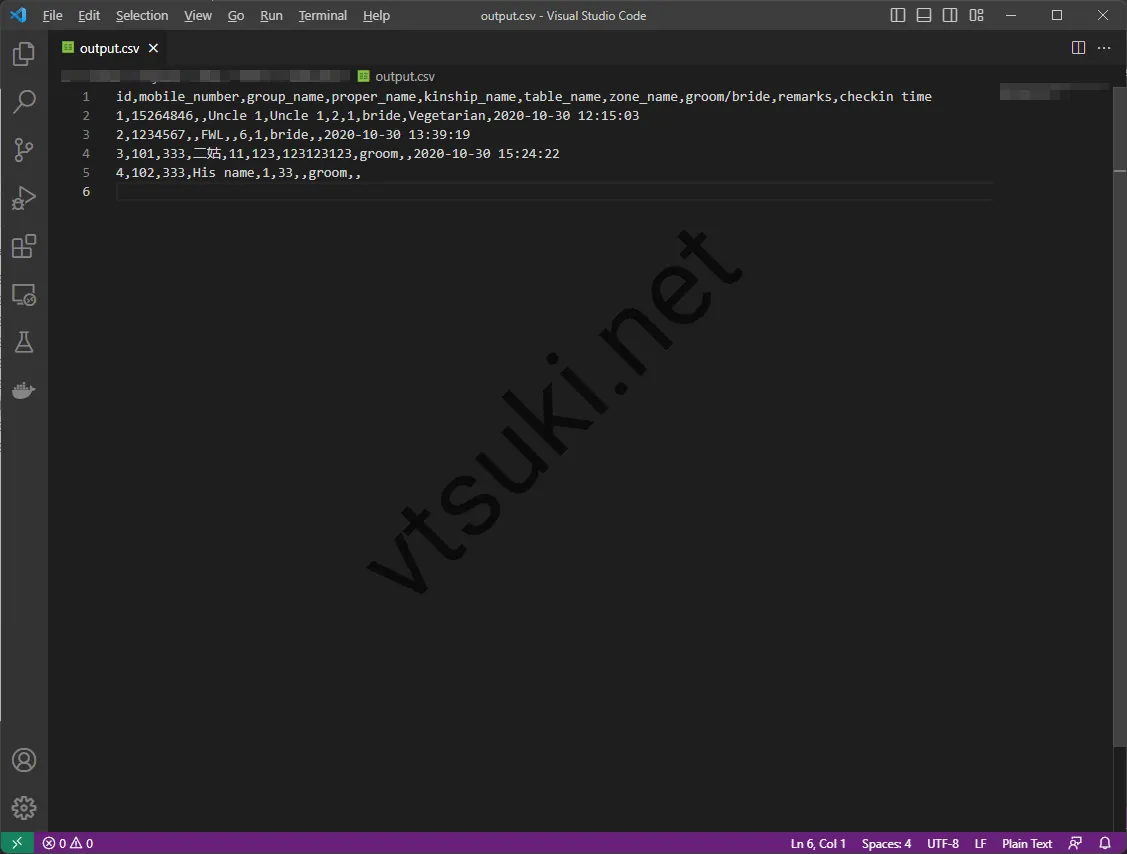 File Edit Selection View Go Run Terminal Help output.csv - Visual Studio Code
output.csv
output.csv
1 id,mobile_number,group_name,proper_name,kinship_name,table_name,zone_name,groom/bride,remarks,checkin time
2 1,15264846,,Uncle 1,Uncle 1,2,1,bride,Vegetarian,2020-10-30 12:15:03
3 2,1234567,,FWL,,6,1,bride,,2020-10-30 13:39:19
4 3,101,333,二姑,11,123,123123123,groom,,2020-10-30 15:24:22
5 4,102,333,His name,1,33,,groom,,
6
vtsuki.net
0 0 Ln 6, Col 1 Spaces: 4 UTF-8 LF Plain Text